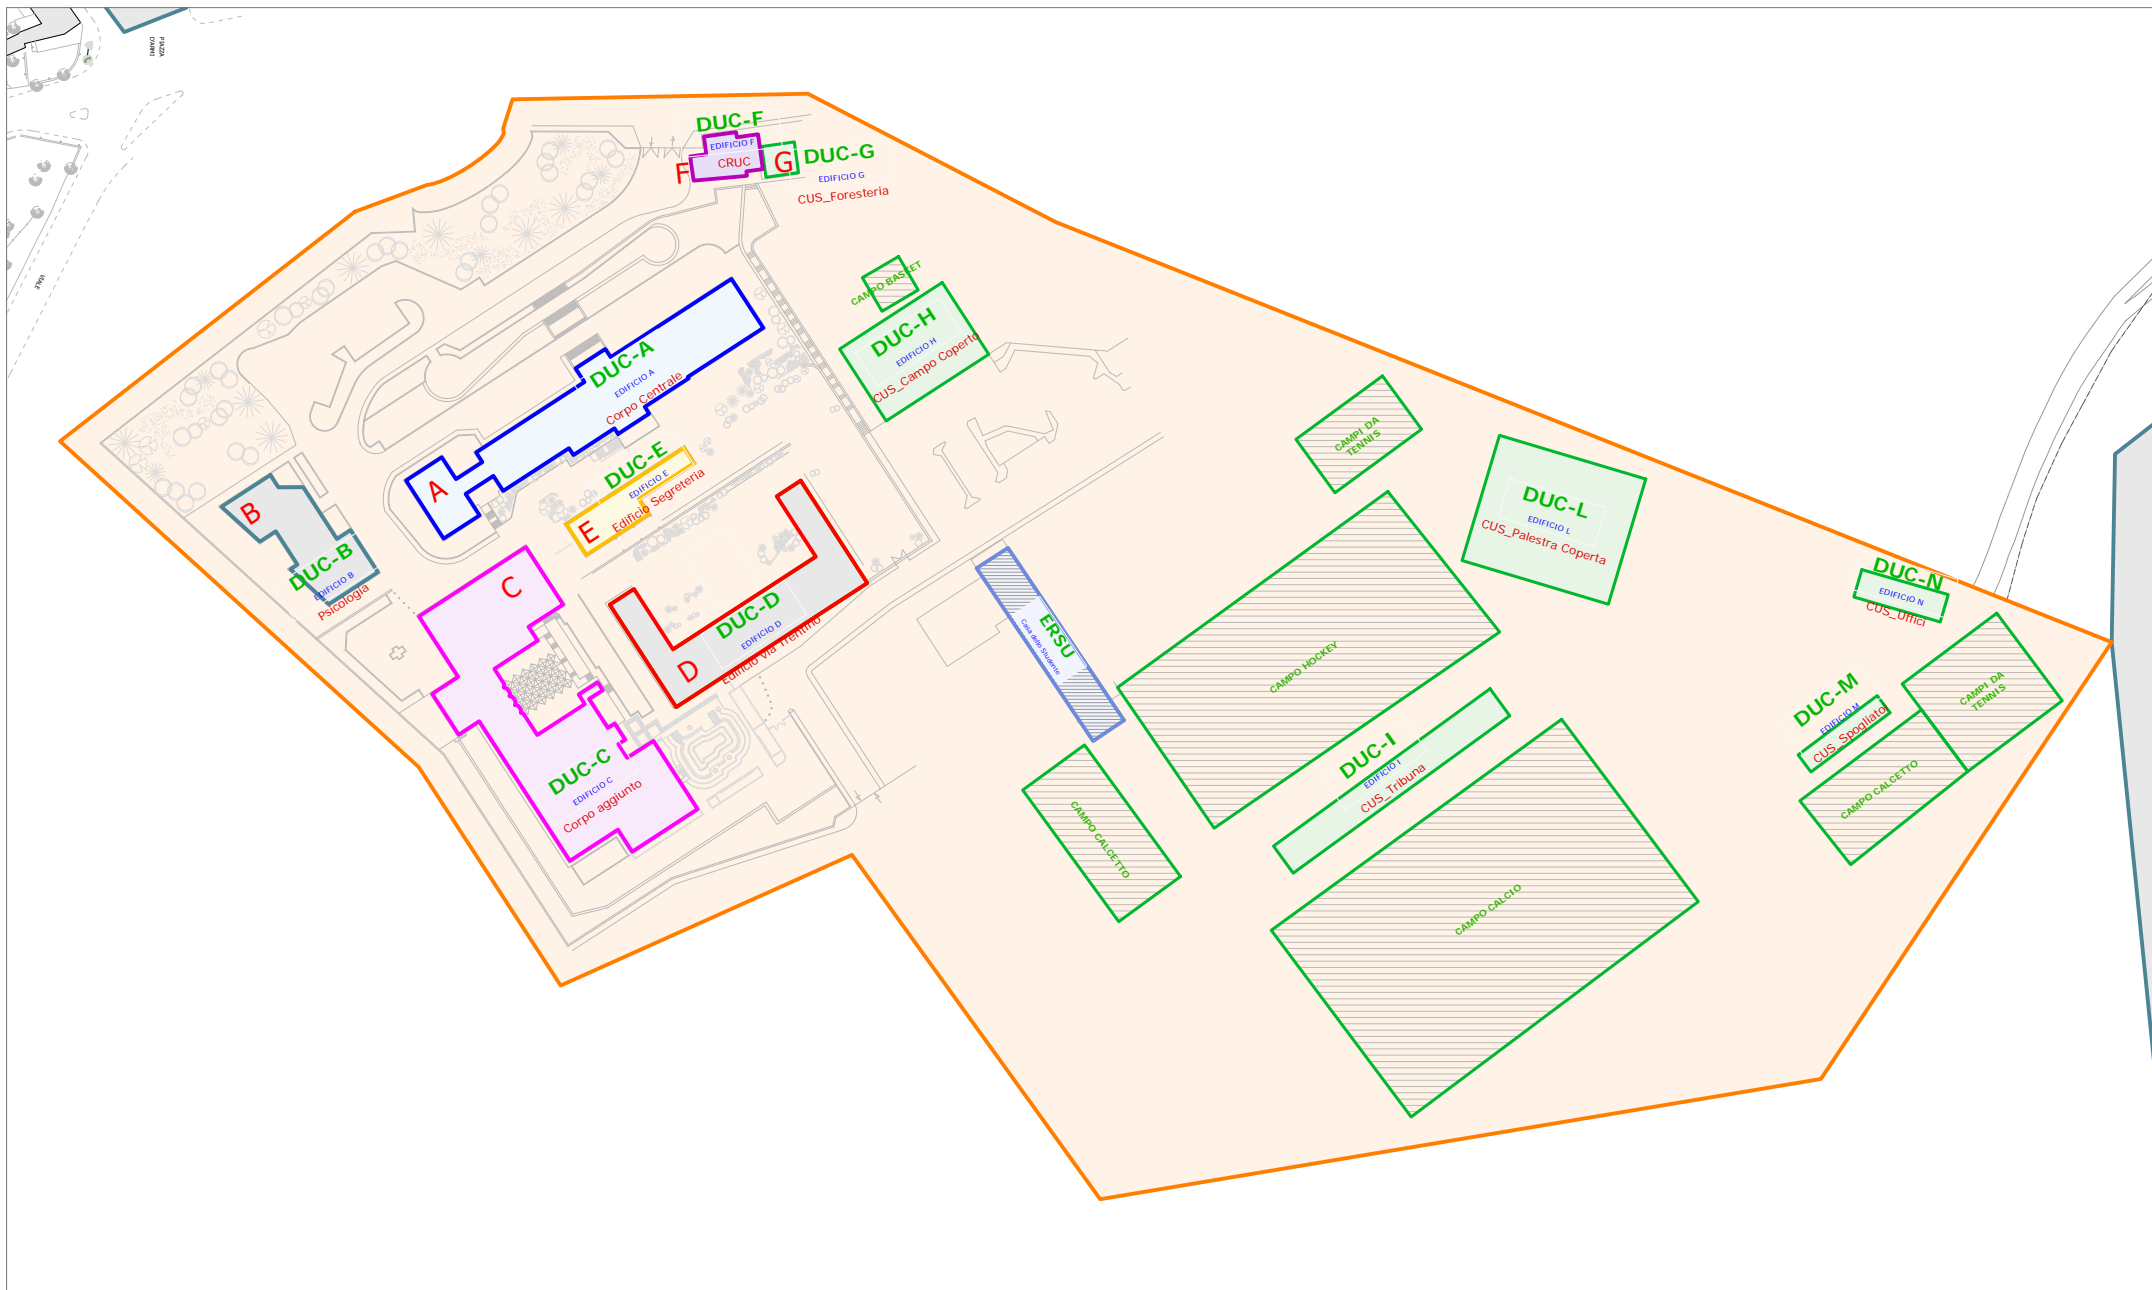 PIAZZA
D'ARMI
VIALE
DUC-F
EDIFICIO F
CRUC
F
G
DUC-G
EDIFICIO G
CUS_Foresteria
CAMPO BASKET
DUC-H
EDIFICIO H
CUS_Campo Coperto
DUC-A
EDIFICIO A
Corpo Centrale
A
DUC-E
EDIFICIO E
Edificio Segreteria
E
B
DUC-B
EDIFICIO B
Psicologia
C
DUC-C
EDIFICIO C
Corpo aggiunto
DUC-D
EDIFICIO D
Edificio via Trentino
D
ERSU
Casa dello Studente
CAMPI DA
TENNIS
DUC-L
EDIFICIO L
CUS_Palestra Coperta
CAMPO HOCKEY
DUC-N
EDIFICIO N
CUS_Uffici
CAMPI DA
TENNIS
DUC-M
EDIFICIO M
CUS_Spogliatoi
CAMPO CALCETTO
DUC-I
EDIFICIO I
CUS_Tribuna
CAMPO CALCETTO
CAMPO CALCIO